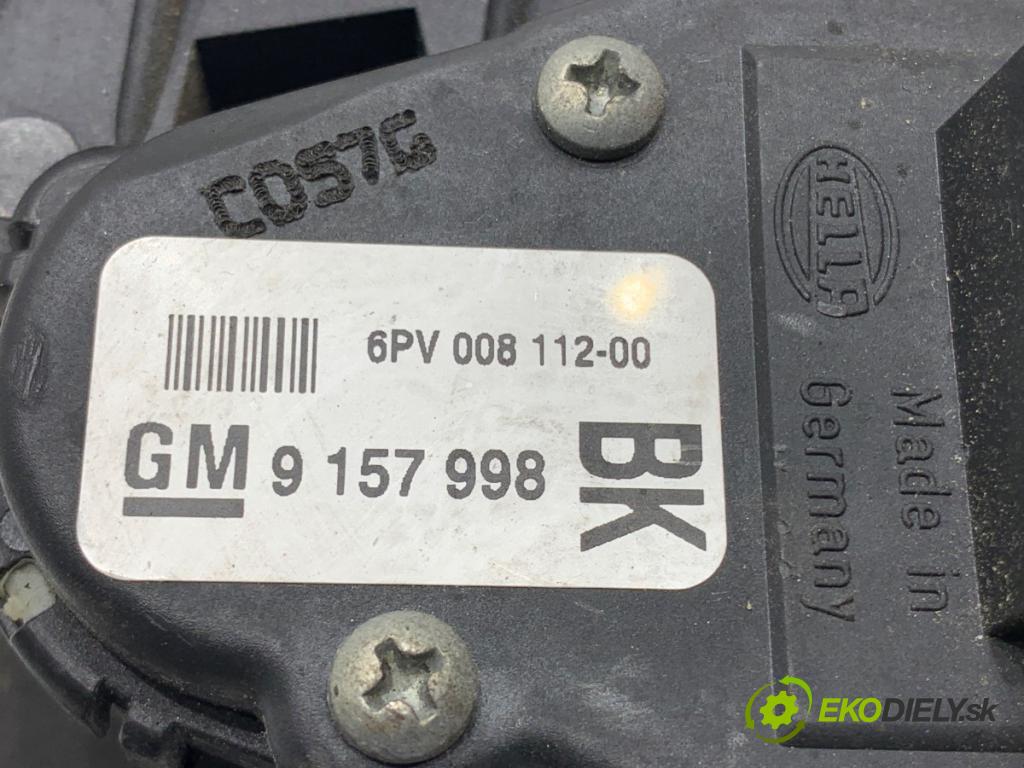 C057G
HELLA
6PV 008 112-00
GM 9 157 998
BK
Made in
Germany
EKODIELY.sk